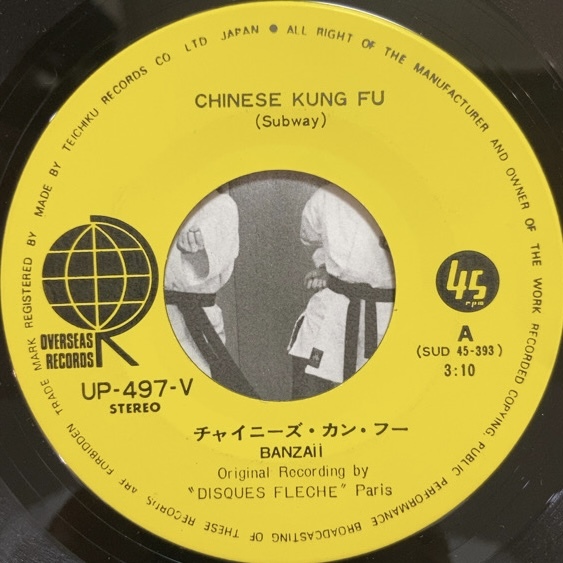 MADE BY TEICHIKU RECORDS CO LTD JAPAN ● ALL RIGHT OF THE MANUFACTURER AND OWNER OF THE WORK RECORDED COPYING PUBLIC PERFORMANCE BROADCASTING OF THESE RECORDS ARE FORBIDDEN TRADE MARK REGISTERED BY
CHINESE KUNG FU
(Subway)
OVERSEAS
RECORDS
45
rpm
A
(SUD 45-393)
3:10
UP-497-V
STEREO
チャイニーズ・カン・フー
BANZAïi
Original Recording by
"DISQUES FLECHE" Paris